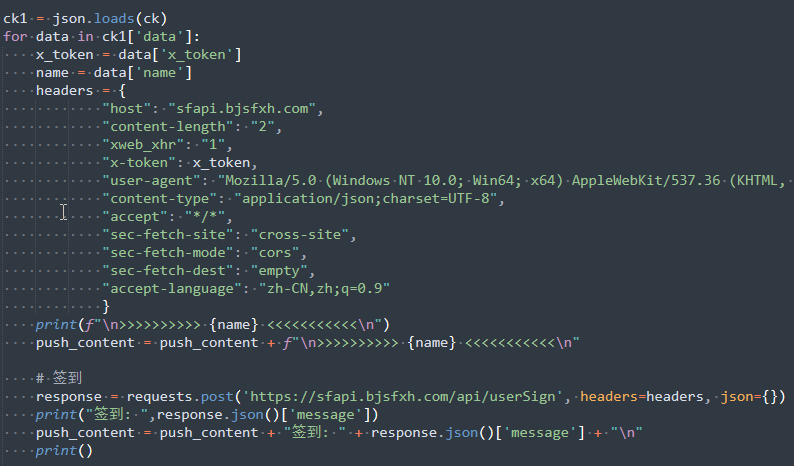 ck1 = json.loads(ck)
for data in ck1['data']:
    x_token = data['x_token']
    name = data['name']
    headers = {
            "host": "sfapi.bjsfxh.com",
            "content-length": "2",
            "xweb_xhr": "1",
            "x-token": x_token,
            "user-agent": "Mozilla/5.0 (Windows NT 10.0; Win64; x64) AppleWebKit/537.36 (KHTML,
            "content-type": "application/json;charset=UTF-8",
            "accept": "*/*",
            "sec-fetch-site": "cross-site",
            "sec-fetch-mode": "cors",
            "sec-fetch-dest": "empty",
            "accept-language": "zh-CN,zh;q=0.9"
            }
    print(f"\n>>>>>>>>>> {name} <<<<<<<<<<<\n")
    push_content = push_content + f"\n>>>>>>>>>> {name} <<<<<<<<<<<\n"
    # 签到
    response = requests.post('https://sfapi.bjsfxh.com/api/userSign', headers=headers, json={})
    print("签到: ",response.json()['message'])
    push_content = push_content + "签到: " + response.json()['message'] + "\n"
    print()